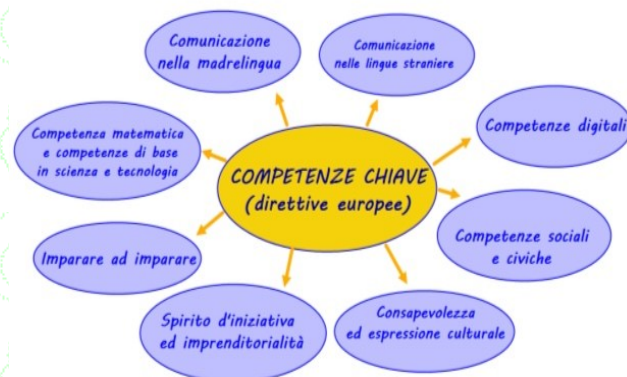 Comunicazione
nella madrelingua
Comunicazione
nelle lingue straniere
Competenze digitali
Competenza matematica
e competenze di base
in scienza e tecnologia
COMPETENZE CHIAVE
(direttive europee)
Competenze sociali
e civiche
Imparare ad imparare
Spirito d'iniziativa
ed imprenditorialità
Consapevolezza
ed espressione culturale